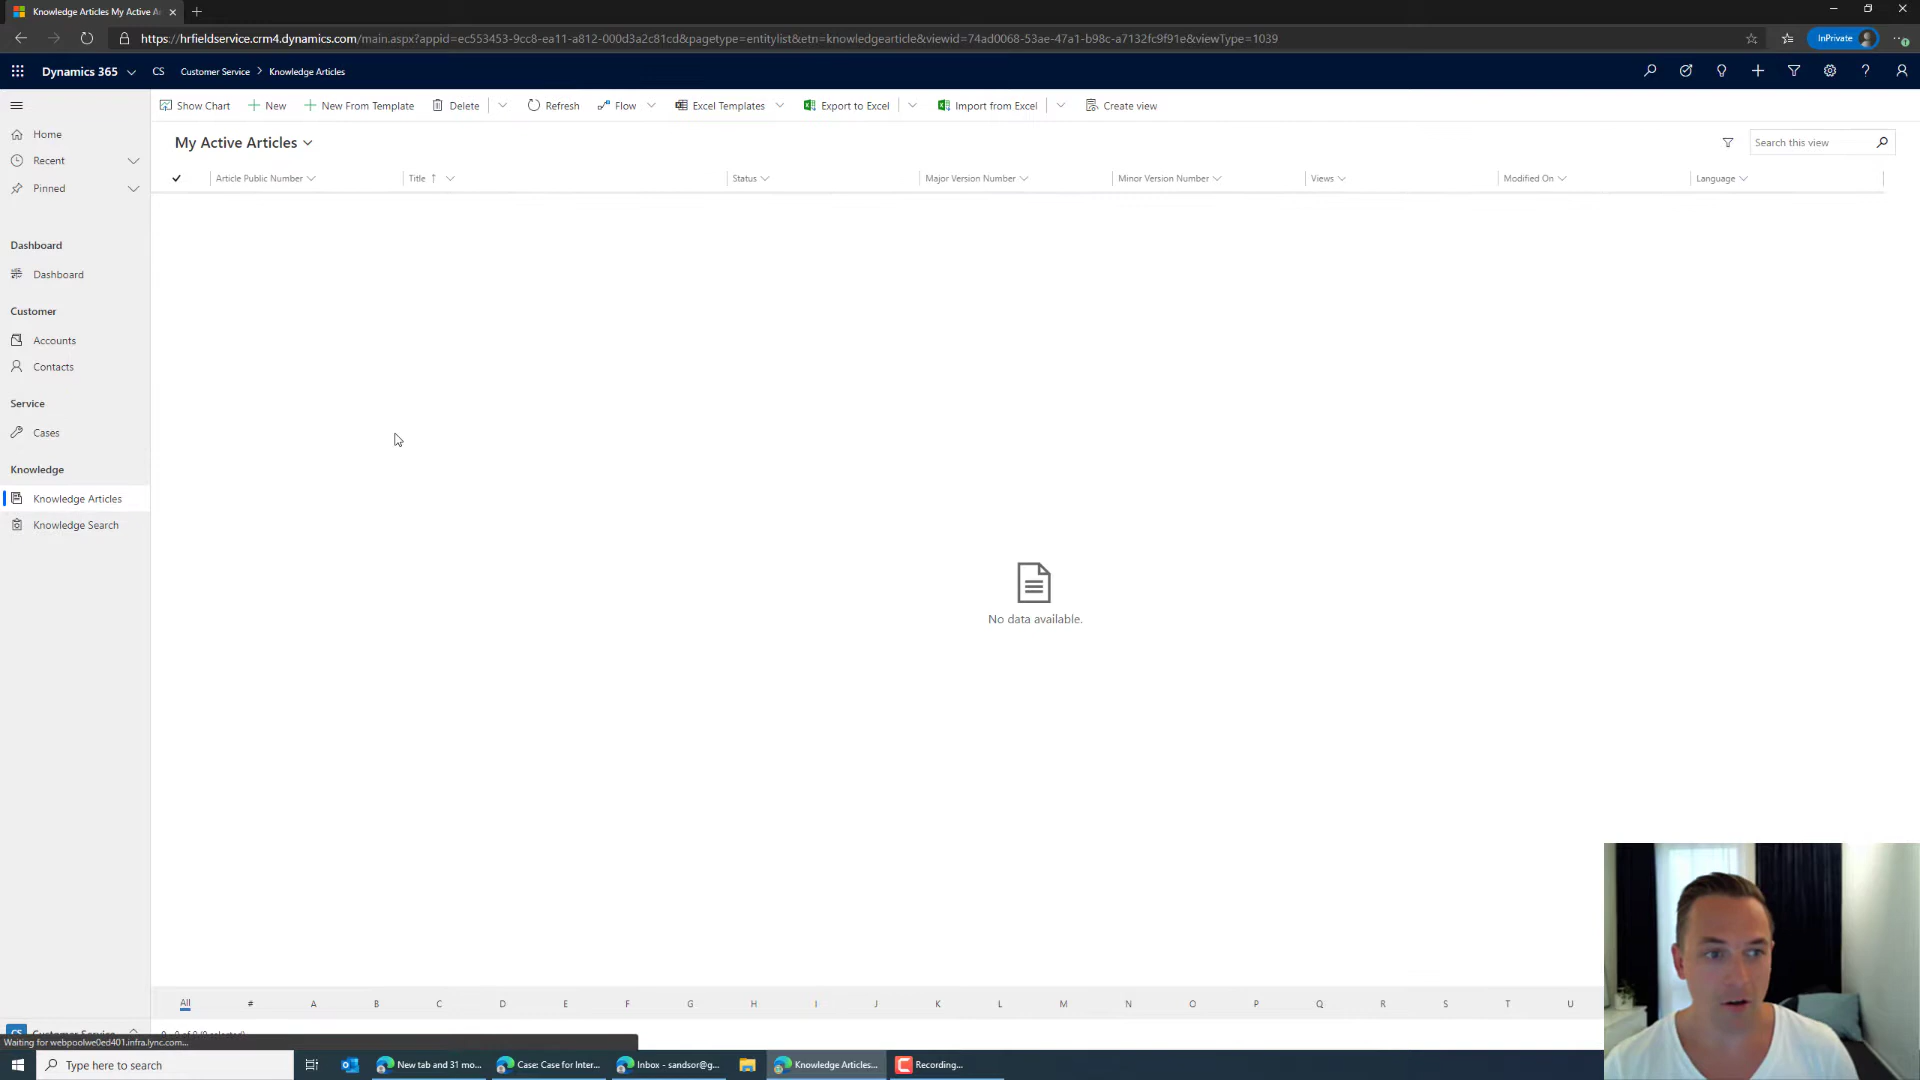 Knowledge Articles My Active A
https://hrfieldservice.crm4.dynamics.com/main.aspx?appid=ec553453-9cc8-ea11-a812-000d3a2c81cd&pagetype=entitylist&etn=knowledgearticle&viewid=74ad0068-53ae-47a1-b98c-a7132fc9f91e&viewType=1039
InPrivate
Dynamics 365 CS Customer Service > Knowledge Articles
Show Chart New New From Template Delete Refresh Flow Excel Templates Export to Excel Import from Excel Create view
Home
Recent
Pinned
Dashboard
Dashboard
Customer
Accounts
Contacts
Service
Cases
Knowledge
Knowledge Articles
Knowledge Search
My Active Articles
Search this view
Article Public Number Title Status Major Version Number Minor Version Number Views Modified On Language
No data available.
All # A B C D E F G H I J K L M N O P Q R S T U
CS Customer Service
Waiting for webpoolwe0ed401.infra.lync.com...
Type here to search
New tab and 31 mo...
Case: Case for Inter...
Inbox - sandsor@g...
Knowledge Articles...
Recording...